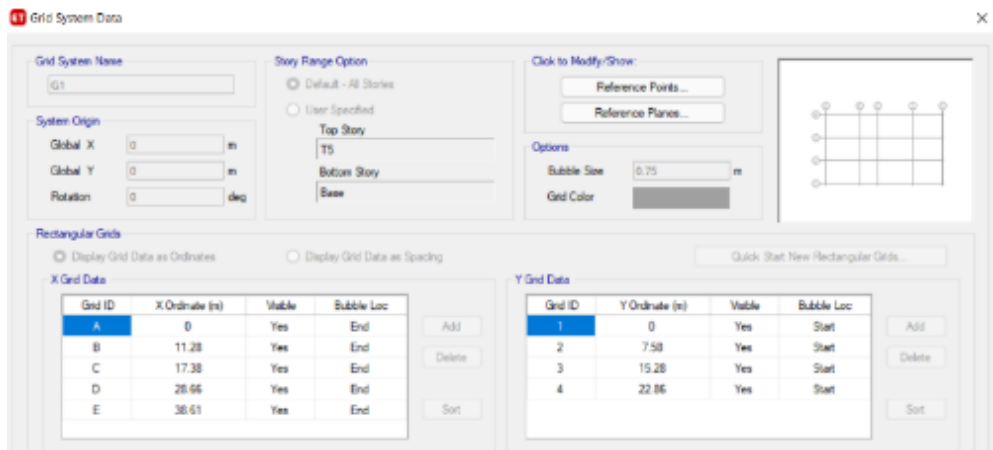 ET Grid System Data
Grid System Name
G1
System Origin
Global X 0 m
Global Y 0 m
Rotation 0 deg
Story Range Option
Default - All Stories
User Specified
Top Story
T5
Bottom Story
Base
Click to Modify/Show:
Reference Points...
Reference Planes...
Options
Bubble Size 0.75 m
Grid Color
Rectangular Grids
Display Grid Data as Ordinates Display Grid Data as Spacing Quick Start New Rectangular Grids...
X Grid Data
Grid ID X Ordinate (m) Visible Bubble Loc
A 0 Yes End
B 11.28 Yes End
C 17.38 Yes End
D 28.66 Yes End
E 38.61 Yes End
Add
Delete
Sort
Y Grid Data
Grid ID Y Ordinate (m) Visible Bubble Loc
1 0 Yes Start
2 7.58 Yes Start
3 15.28 Yes Start
4 22.86 Yes Start
Add
Delete
Sort